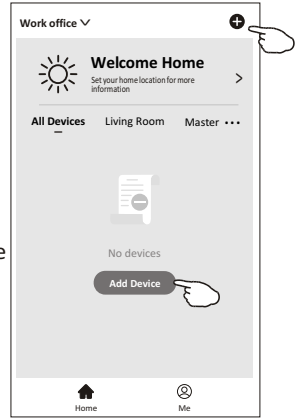 Work office
Welcome Home
Set your home location for more
information
All Devices Living Room Master
e
No devices
Add Device
Home Me